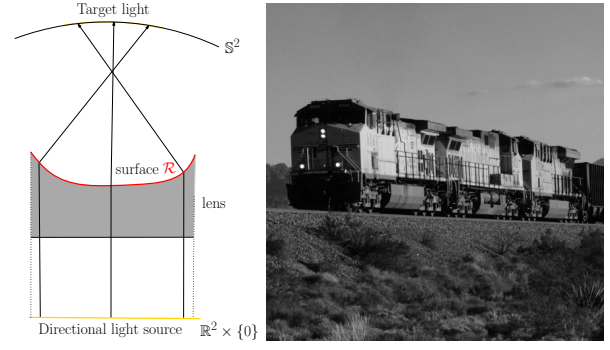 Target light
𝕊²
surface ℛ
lens
Directional light source
ℝ² × {0}